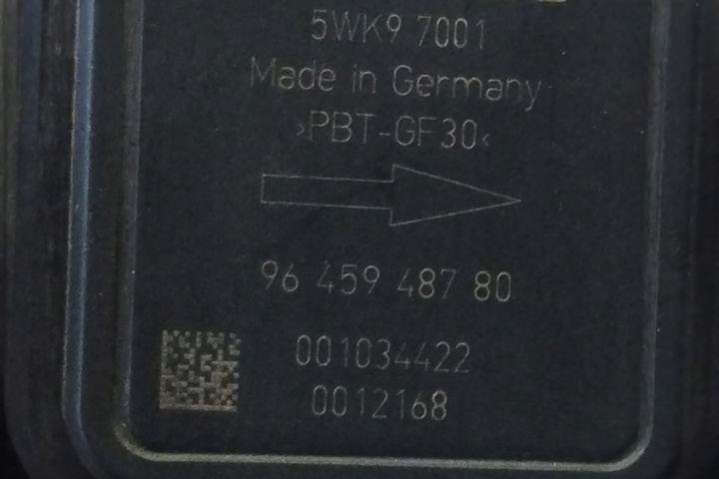 5WK9 7001
Made in Germany
›PBT-GF30‹
96 459 487 80
001034422
0012168